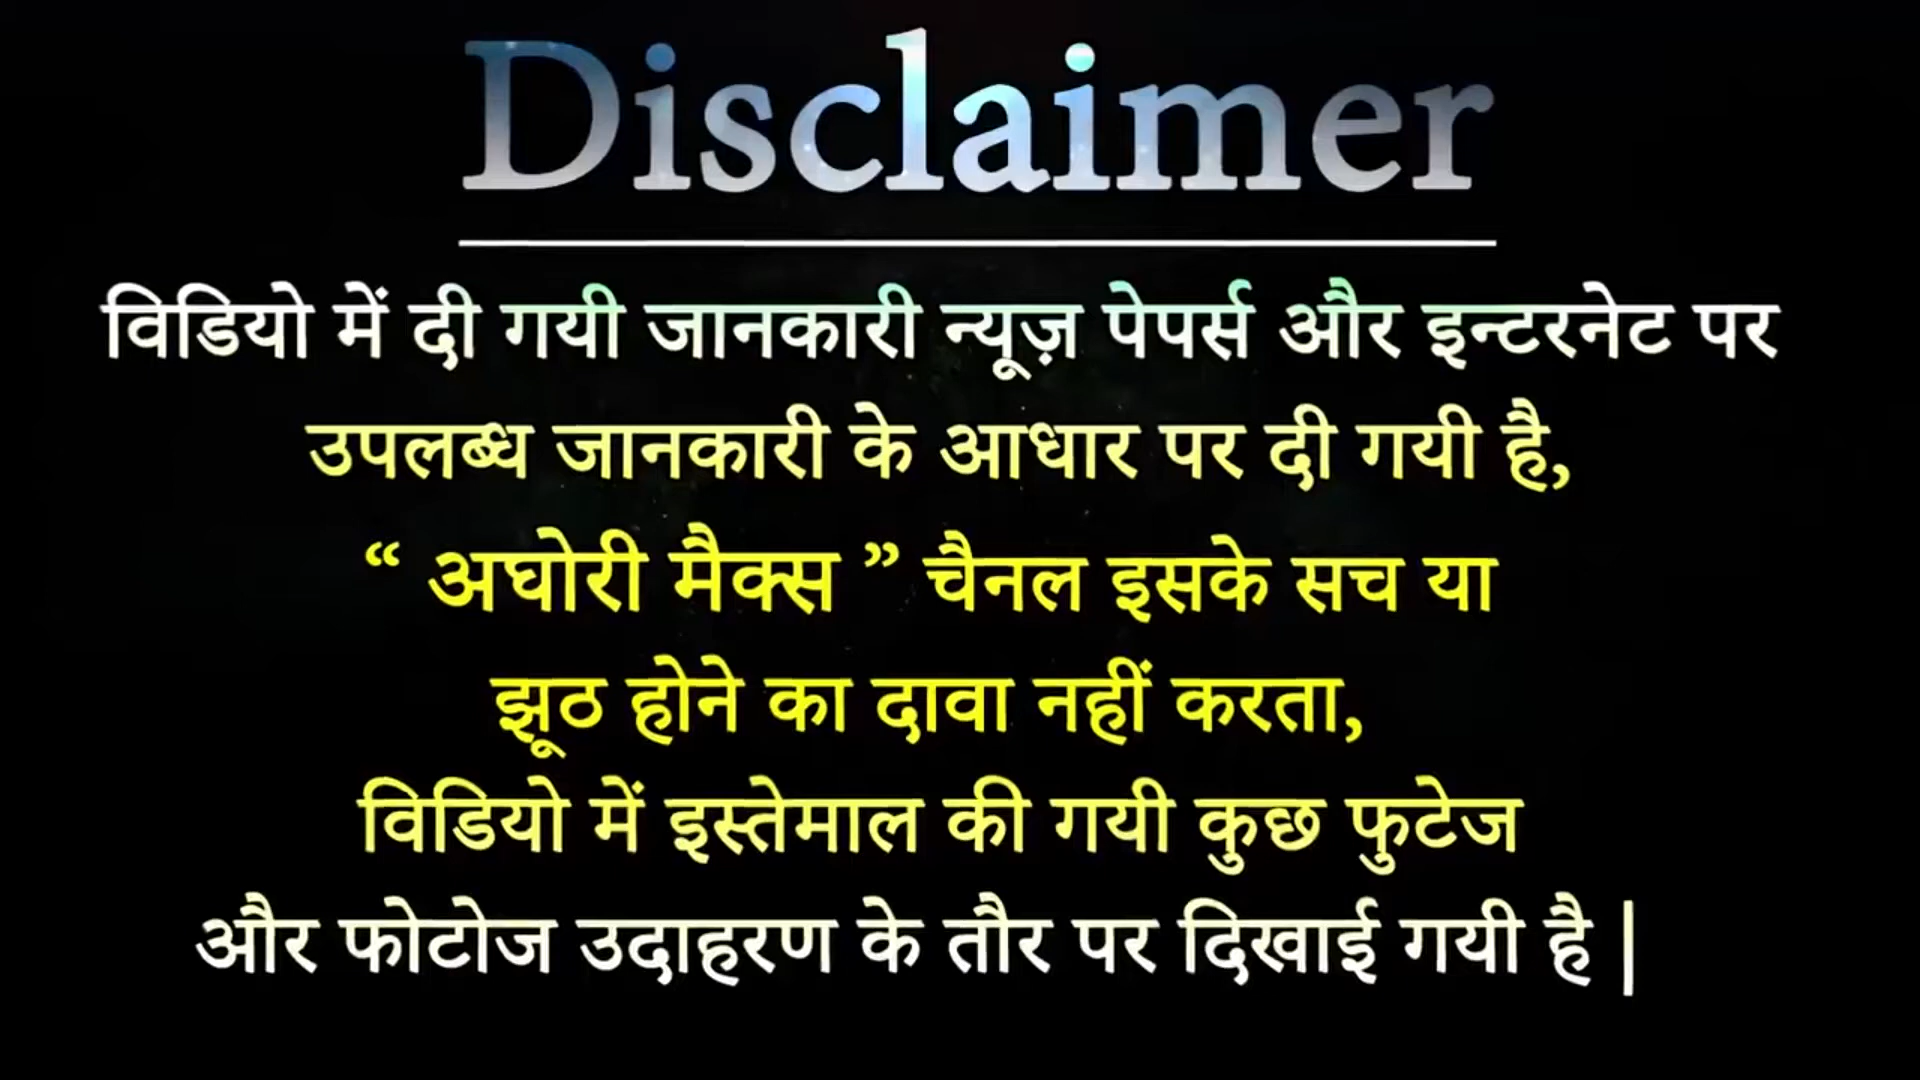 Disclaimer
विडियो में दी गयी जानकारी न्यूज़ पेपर्स और इन्टरनेट पर
उपलब्ध जानकारी के आधार पर दी गयी है,
“ अघोरी मैक्स ” चैनल इसके सच या
झूठ होने का दावा नहीं करता,
विडियो में इस्तेमाल की गयी कुछ फुटेज
और फोटोज उदाहरण के तौर पर दिखाई गयी है |